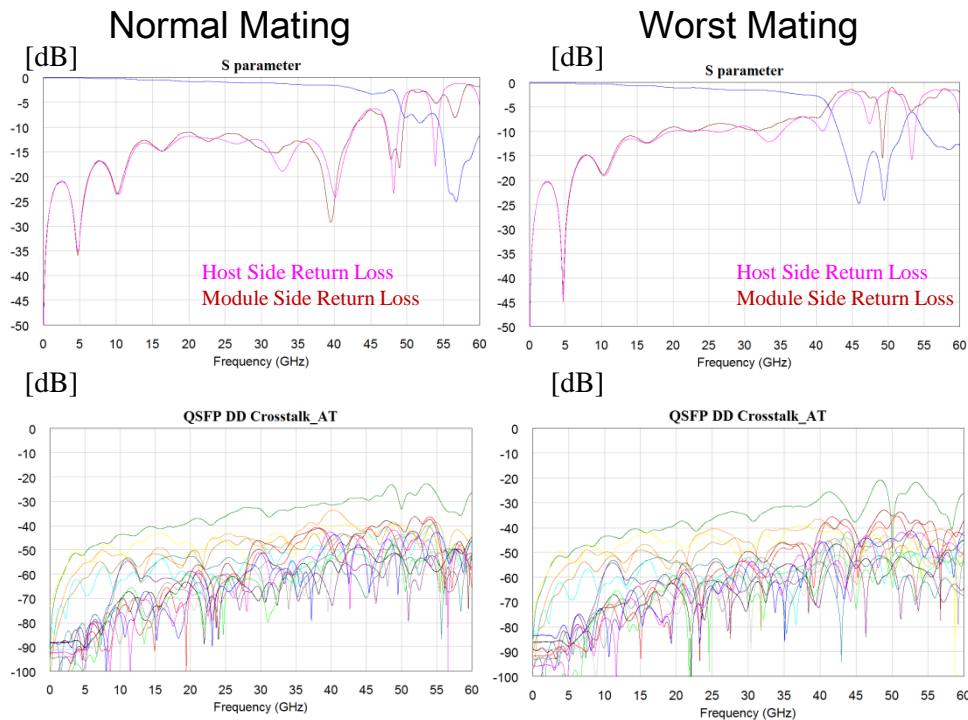 Normal Mating
Worst Mating
[dB]
[dB]
S parameter
S parameter
0
-5
-10
-15
-20
-25
-30
-35
-40
-45
-50
0 5 10 15 20 25 30 35 40 45 50 55 60
Frequency (GHz)
Host Side Return Loss
Module Side Return Loss
0
-5
-10
-15
-20
-25
-30
-35
-40
-45
-50
0 5 10 15 20 25 30 35 40 45 50 55 60
Frequency (GHz)
Host Side Return Loss
Module Side Return Loss
[dB]
[dB]
QSFP DD Crosstalk_AT
QSFP DD Crosstalk_AT
0
-10
-20
-30
-40
-50
-60
-70
-80
-90
-100
0 5 10 15 20 25 30 35 40 45 50 55 60
Frequency (GHz)
0
-10
-20
-30
-40
-50
-60
-70
-80
-90
-100
0 5 10 15 20 25 30 35 40 45 50 55 60
Frequency (GHz)